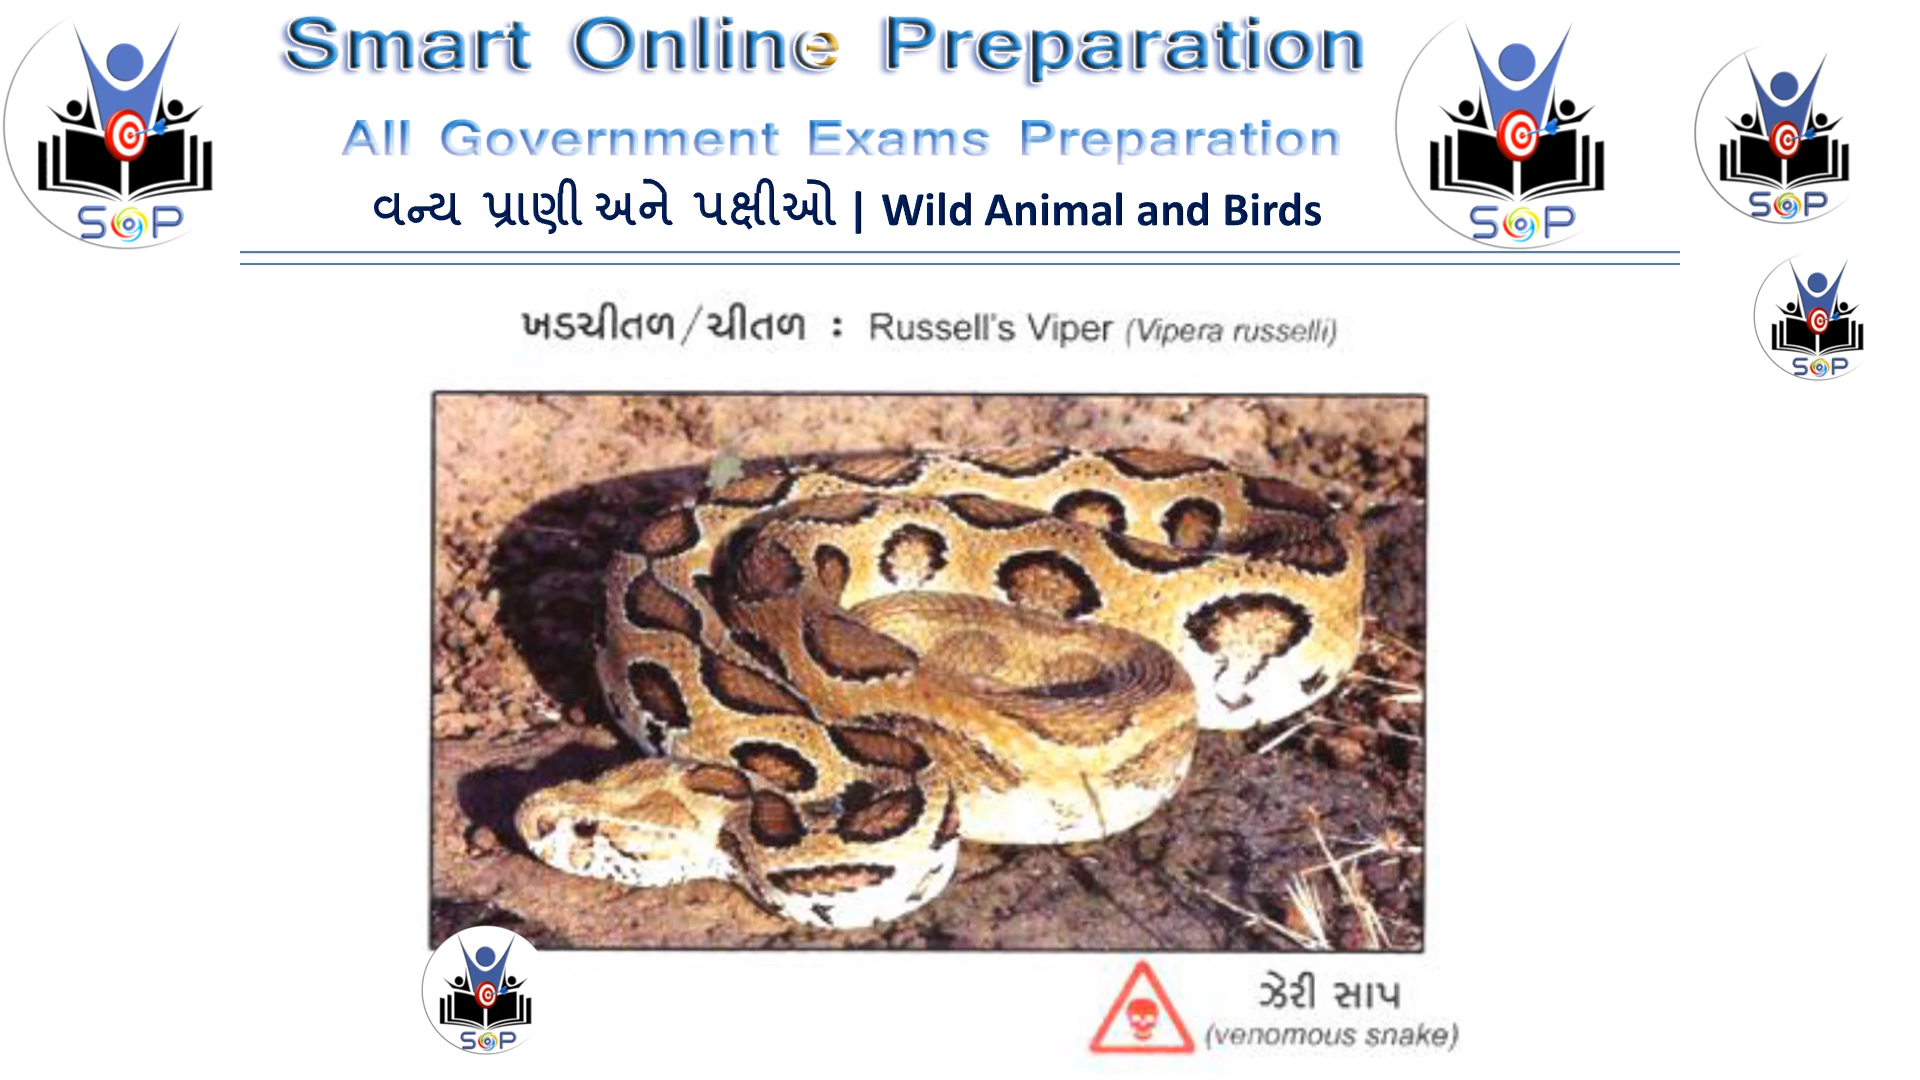 Smart Online Preparation
All Government Exams Preparation
વન્ય પ્રાણી અને પક્ષીઓ | Wild Animal and Birds
ખડચીતળ/ચીતળ : Russell's Viper (Vipera russelli)
ઝેરી સાપ
(venomous snake)
SOP
SOP
SOP
SOP
SOP